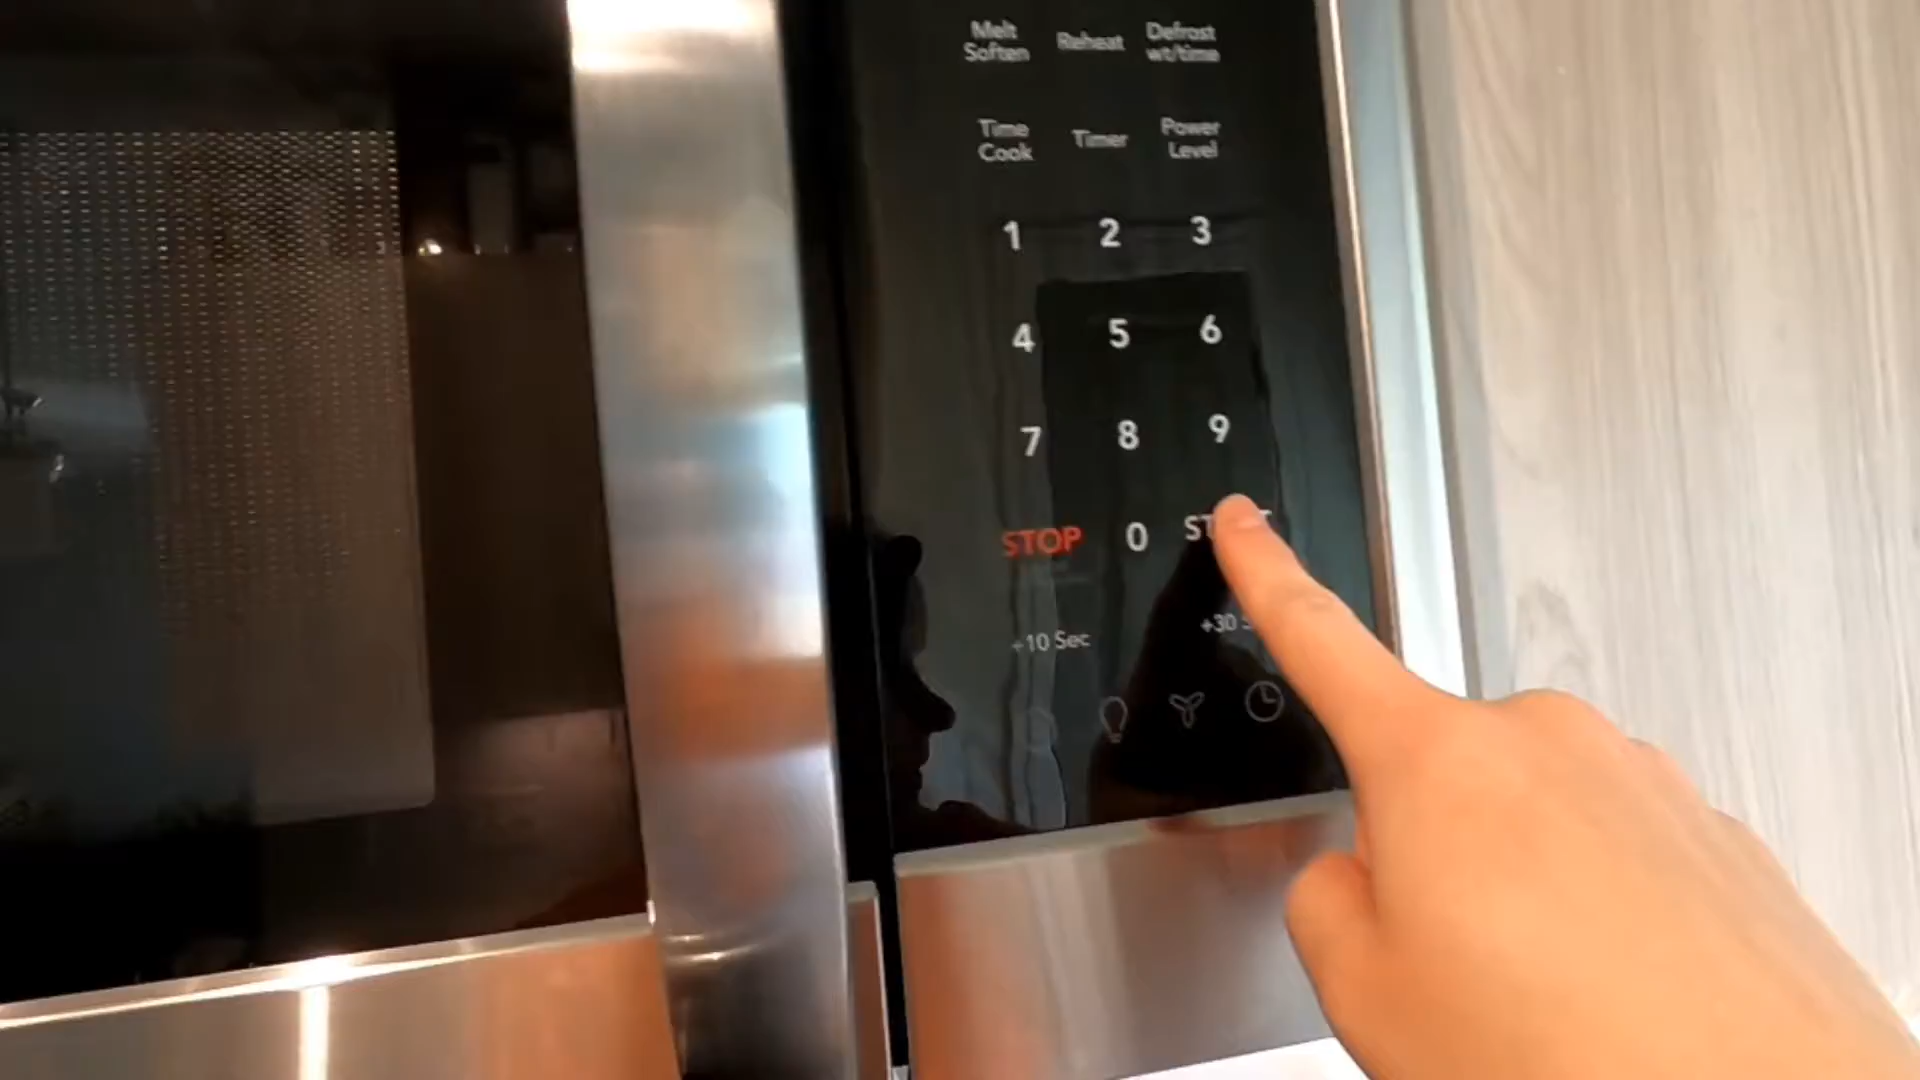 Melt
Soften
Reheat
Defrost
wt/time
Time
Cook
Timer
Power
Level
1 2 3
4 5 6
7 8 9
STOP 0
+10 Sec +30